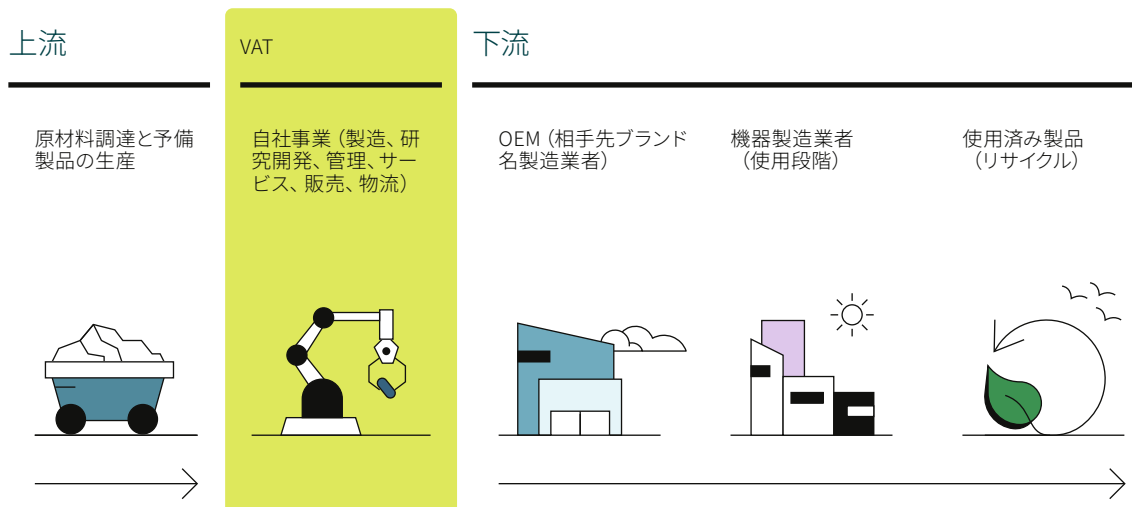 上流
VAT
下流
原材料調達と予備
製品の生産
自社事業（製造、研
究開発、管理、サー
ビス、販売、物流）
OEM（相手先ブランド
名製造業者）
機器製造業者
（使用段階）
使用済み製品
（リサイクル）